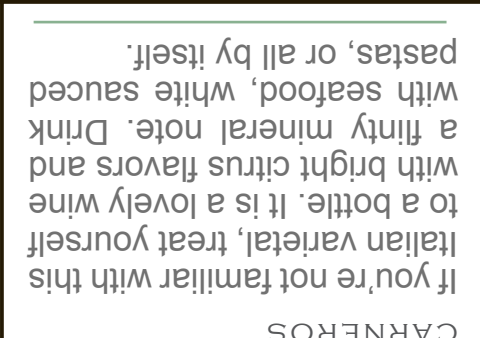 CARNEROS
If you're not familiar with this
Italian varietal, treat yourself
to a bottle. It is a lovely wine
with bright citrus flavors and
a flinty mineral note. Drink
with seafood, white sauced
pastas, or all by itself.